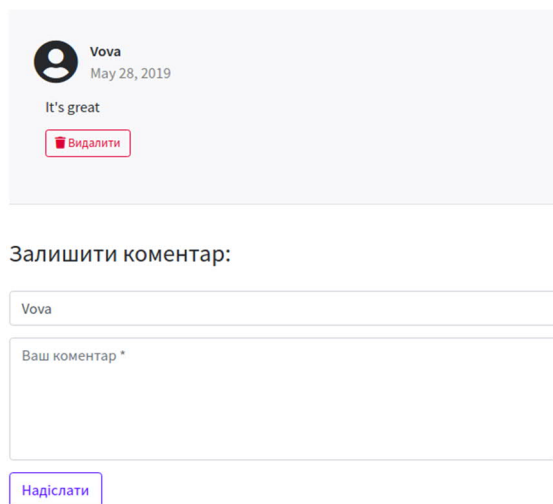 Vova
May 28, 2019
It's great
Видалити
Залишити коментар:
Vova
Ваш коментар *
Надіслати